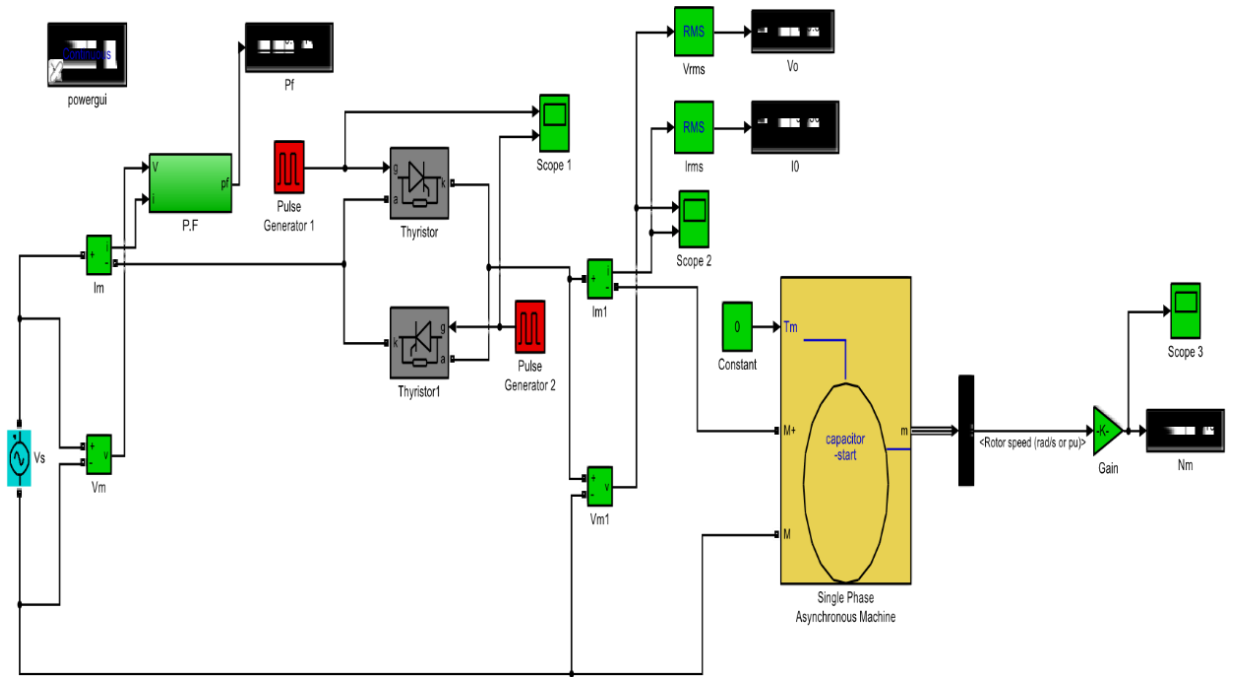 Continuous
powergui
Pf
V
i
pf
P.F
Pulse
Generator 1
g
a
k
Thyristor
Scope 1
RMS
Vrms
Vo
RMS
Irms
I0
Scope 2
+
i
-
Im
k
g
a
Thyristor1
Pulse
Generator 2
+
i
-
Im1
0
Constant
Tm
M+
M
m
capacitor
-start
Single Phase
Asynchronous Machine
<Rotor speed (rad/s or pu)>
-K-
Gain
Scope 3
Nm
Vs
+
-
v
Vm
+
-
v
Vm1